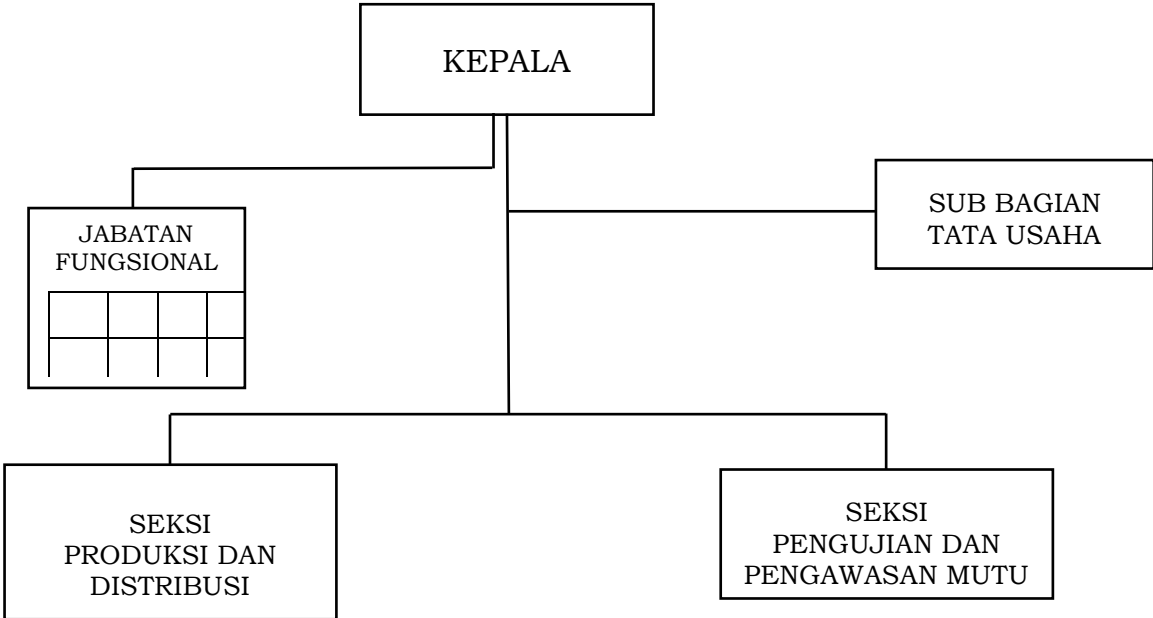 KEPALA
SUB BAGIAN
TATA USAHA
JABATAN
FUNGSIONAL
SEKSI
PRODUKSI DAN
DISTRIBUSI
SEKSI
PENGUJIAN DAN
PENGAWASAN MUTU